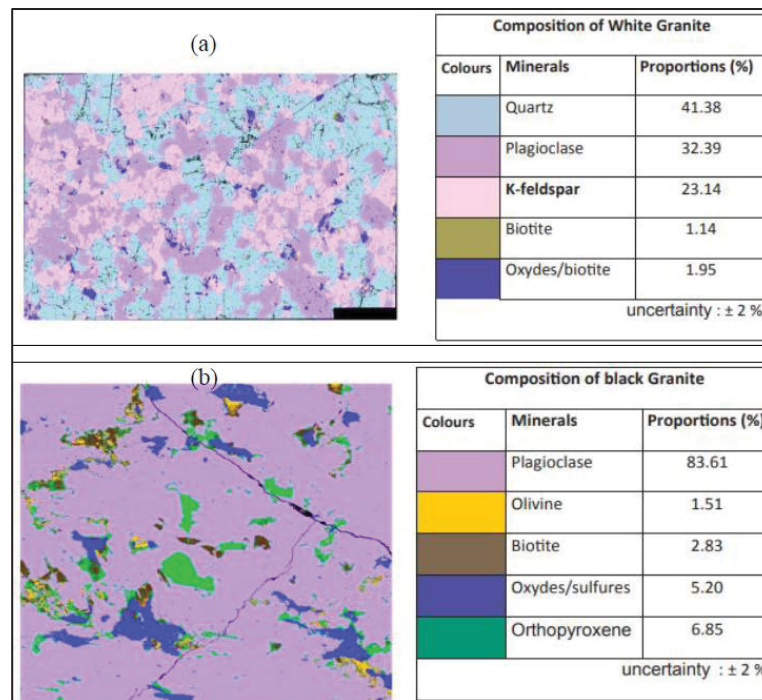 (a)
Composition of White Granite
Colours Minerals Proportions (%)
Quartz 41.38
Plagioclase 32.39
K-feldspar 23.14
Biotite 1.14
Oxydes/biotite 1.95
uncertainty : ± 2 %
(b)
Composition of black Granite
Colours Minerals Proportions (%)
Plagioclase 83.61
Olivine 1.51
Biotite 2.83
Oxydes/sulfures 5.20
Orthopyroxene 6.85
uncertainty : ± 2 %